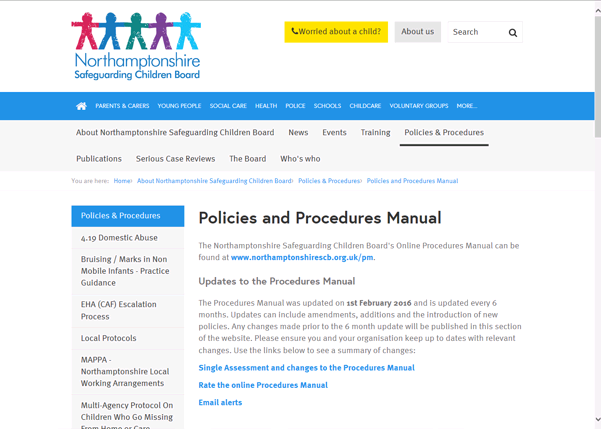 Northamptonshire
Safeguarding Children Board
Worried about a child?
About us
Search
PARENTS & CARERS YOUNG PEOPLE SOCIAL CARE HEALTH POLICE SCHOOLS CHILDCARE VOLUNTARY GROUPS MORE...
About Northamptonshire Safeguarding Children Board News Events Training Policies & Procedures
Publications Serious Case Reviews The Board Who's who
You are here: Home› About Northamptonshire Safeguarding Children Board› Policies & Procedures› Policies and Procedures Manual
Policies & Procedures
4.19 Domestic Abuse
Bruising / Marks in Non
Mobile Infants - Practice
Guidance
EHA (CAF) Escalation
Process
Local Protocols
MAPPA -
Northamptonshire Local
Working Arrangements
Multi-Agency Protocol On
Children Who Go Missing
From Home or Care
Policies and Procedures Manual
The Northamptonshire Safeguarding Children Board's Online Procedures Manual can be
found at www.northamptonshirescb.org.uk/pm.
Updates to the Procedures Manual
The Procedures Manual was updated on 1st February 2016 and is updated every 6
months. Updates can include amendments, additions and the introduction of new
policies. Any changes made prior to the 6 month update will be published in this section
of the website. Please ensure you and your organisation keep up to dates with relevant
changes. Use the links below to see a summary of changes:
Single Assessment and changes to the Procedures Manual
Rate the online Procedures Manual
Email alerts